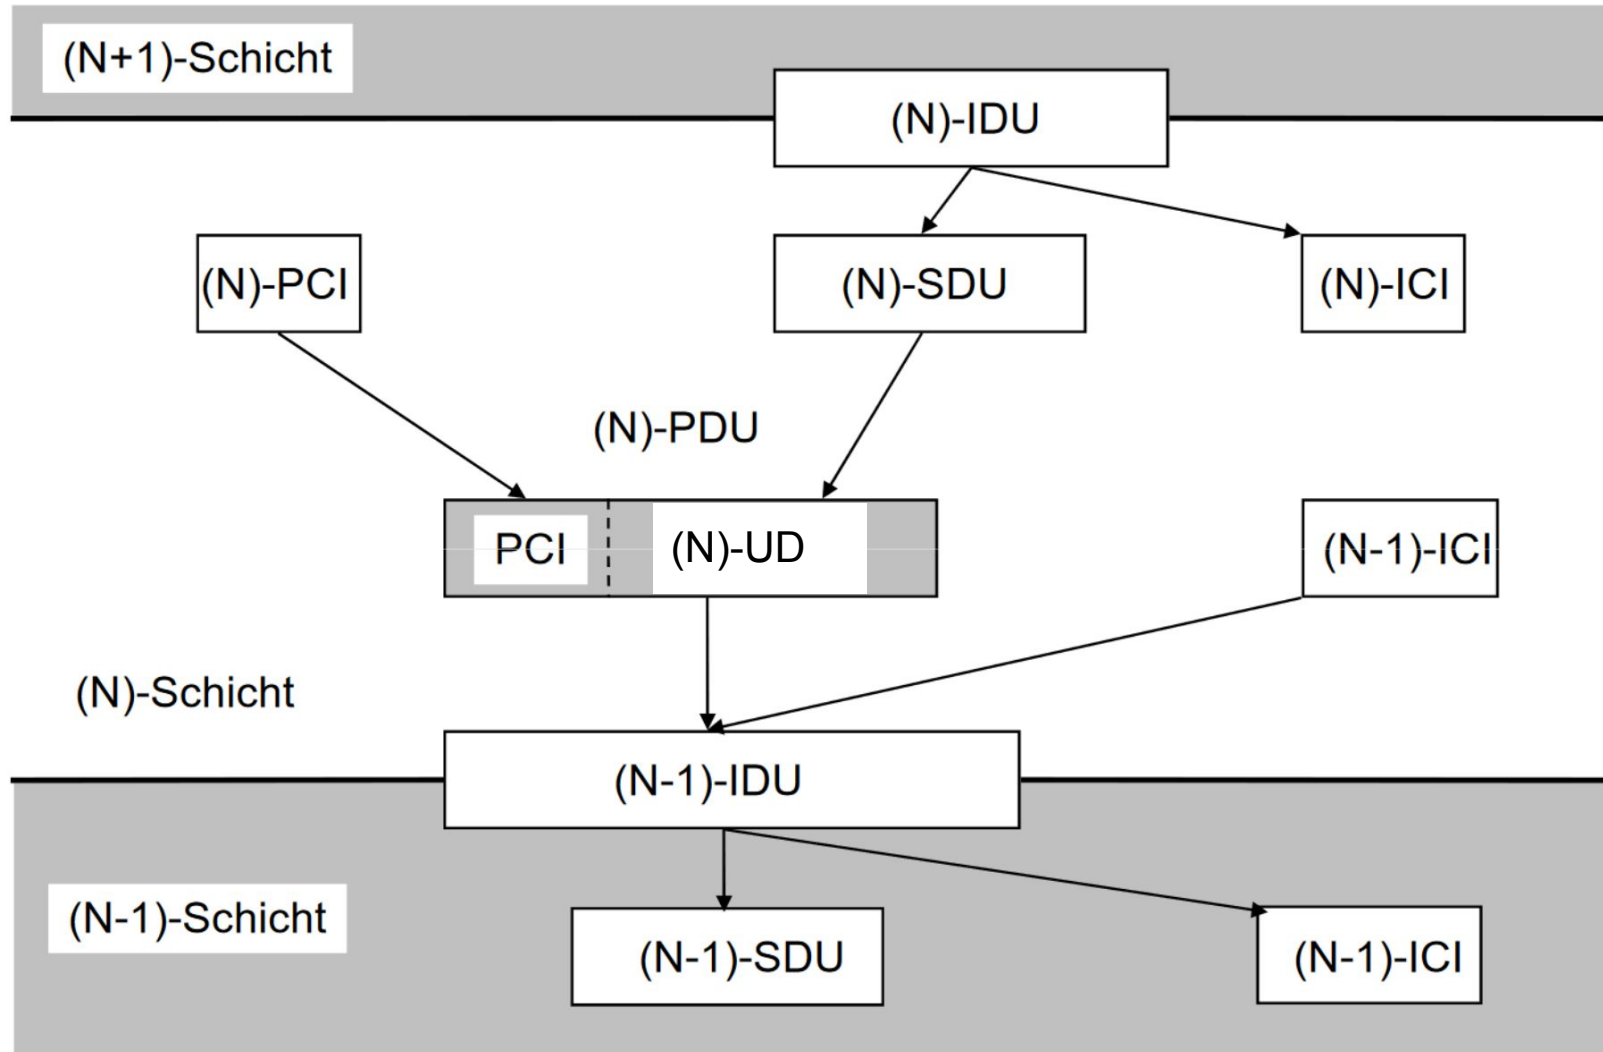 (N+1)-Schicht
(N)-IDU
(N)-PCI
(N)-SDU
(N)-ICI
(N)-PDU
PCI
(N)-UD
(N-1)-ICI
(N)-Schicht
(N-1)-IDU
(N-1)-Schicht
(N-1)-SDU
(N-1)-ICI